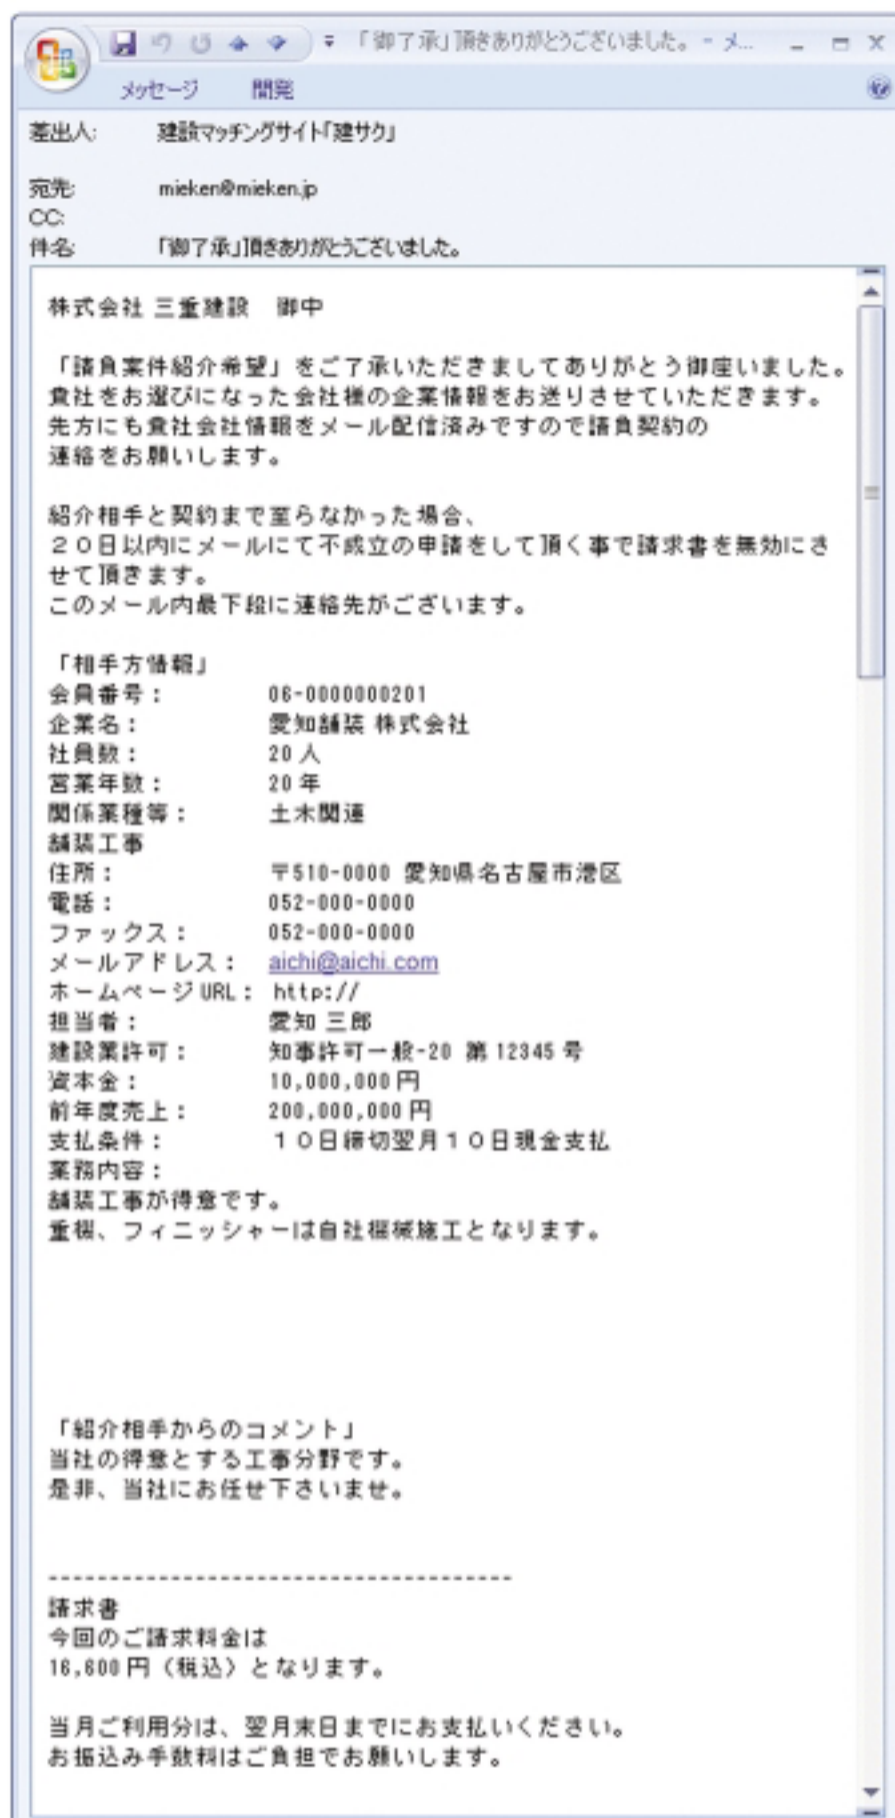 「御了承」頂きありがとうございました。 - メ...
メッセージ 開発
差出人: 建設マッチングサイト「建サク」
宛先: mieken@mieken.jp
CC:
件名: 「御了承」頂きありがとうございました。
株式会社 三重建設 御中
「請負案件紹介希望」をご了承いただきましてありがとう御座いました。
貴社をお選びになった会社様の企業情報をお送りさせていただきます。
先方にも貴社会社情報をメール配信済みですので請負契約の
連絡をお願いします。
紹介相手と契約まで至らなかった場合、
20日以内にメールにて不成立の申請をして頂く事で請求書を無効にさ
せて頂きます。
このメール内最下段に連絡先がございます。
「相手方情報」
会員番号: 06-0000000201
企業名: 愛知舗装 株式会社
社員数: 20 人
営業年数: 20 年
関係業種等: 土木関連
舗装工事
住所: 〒510-0000 愛知県名古屋市港区
電話: 052-000-0000
ファックス: 052-000-0000
メールアドレス: aichi@aichi.com
ホームページ URL: http://
担当者: 愛知 三郎
建設業許可: 知事許可一般-20 第 12345 号
資本金: 10,000,000 円
前年度売上: 200,000,000 円
支払条件: 10日締切翌月10日現金支払
業務内容:
舗装工事が得意です。
重機、フィニッシャーは自社機械施工となります。
「紹介相手からのコメント」
当社の得意とする工事分野です。
是非、当社にお任せ下さいませ。
--------------------------------------
請求書
今回のご請求料金は
16,600 円（税込）となります。
当月ご利用分は、翌月末日までにお支払いください。
お振込み手数料はご負担でお願いします。